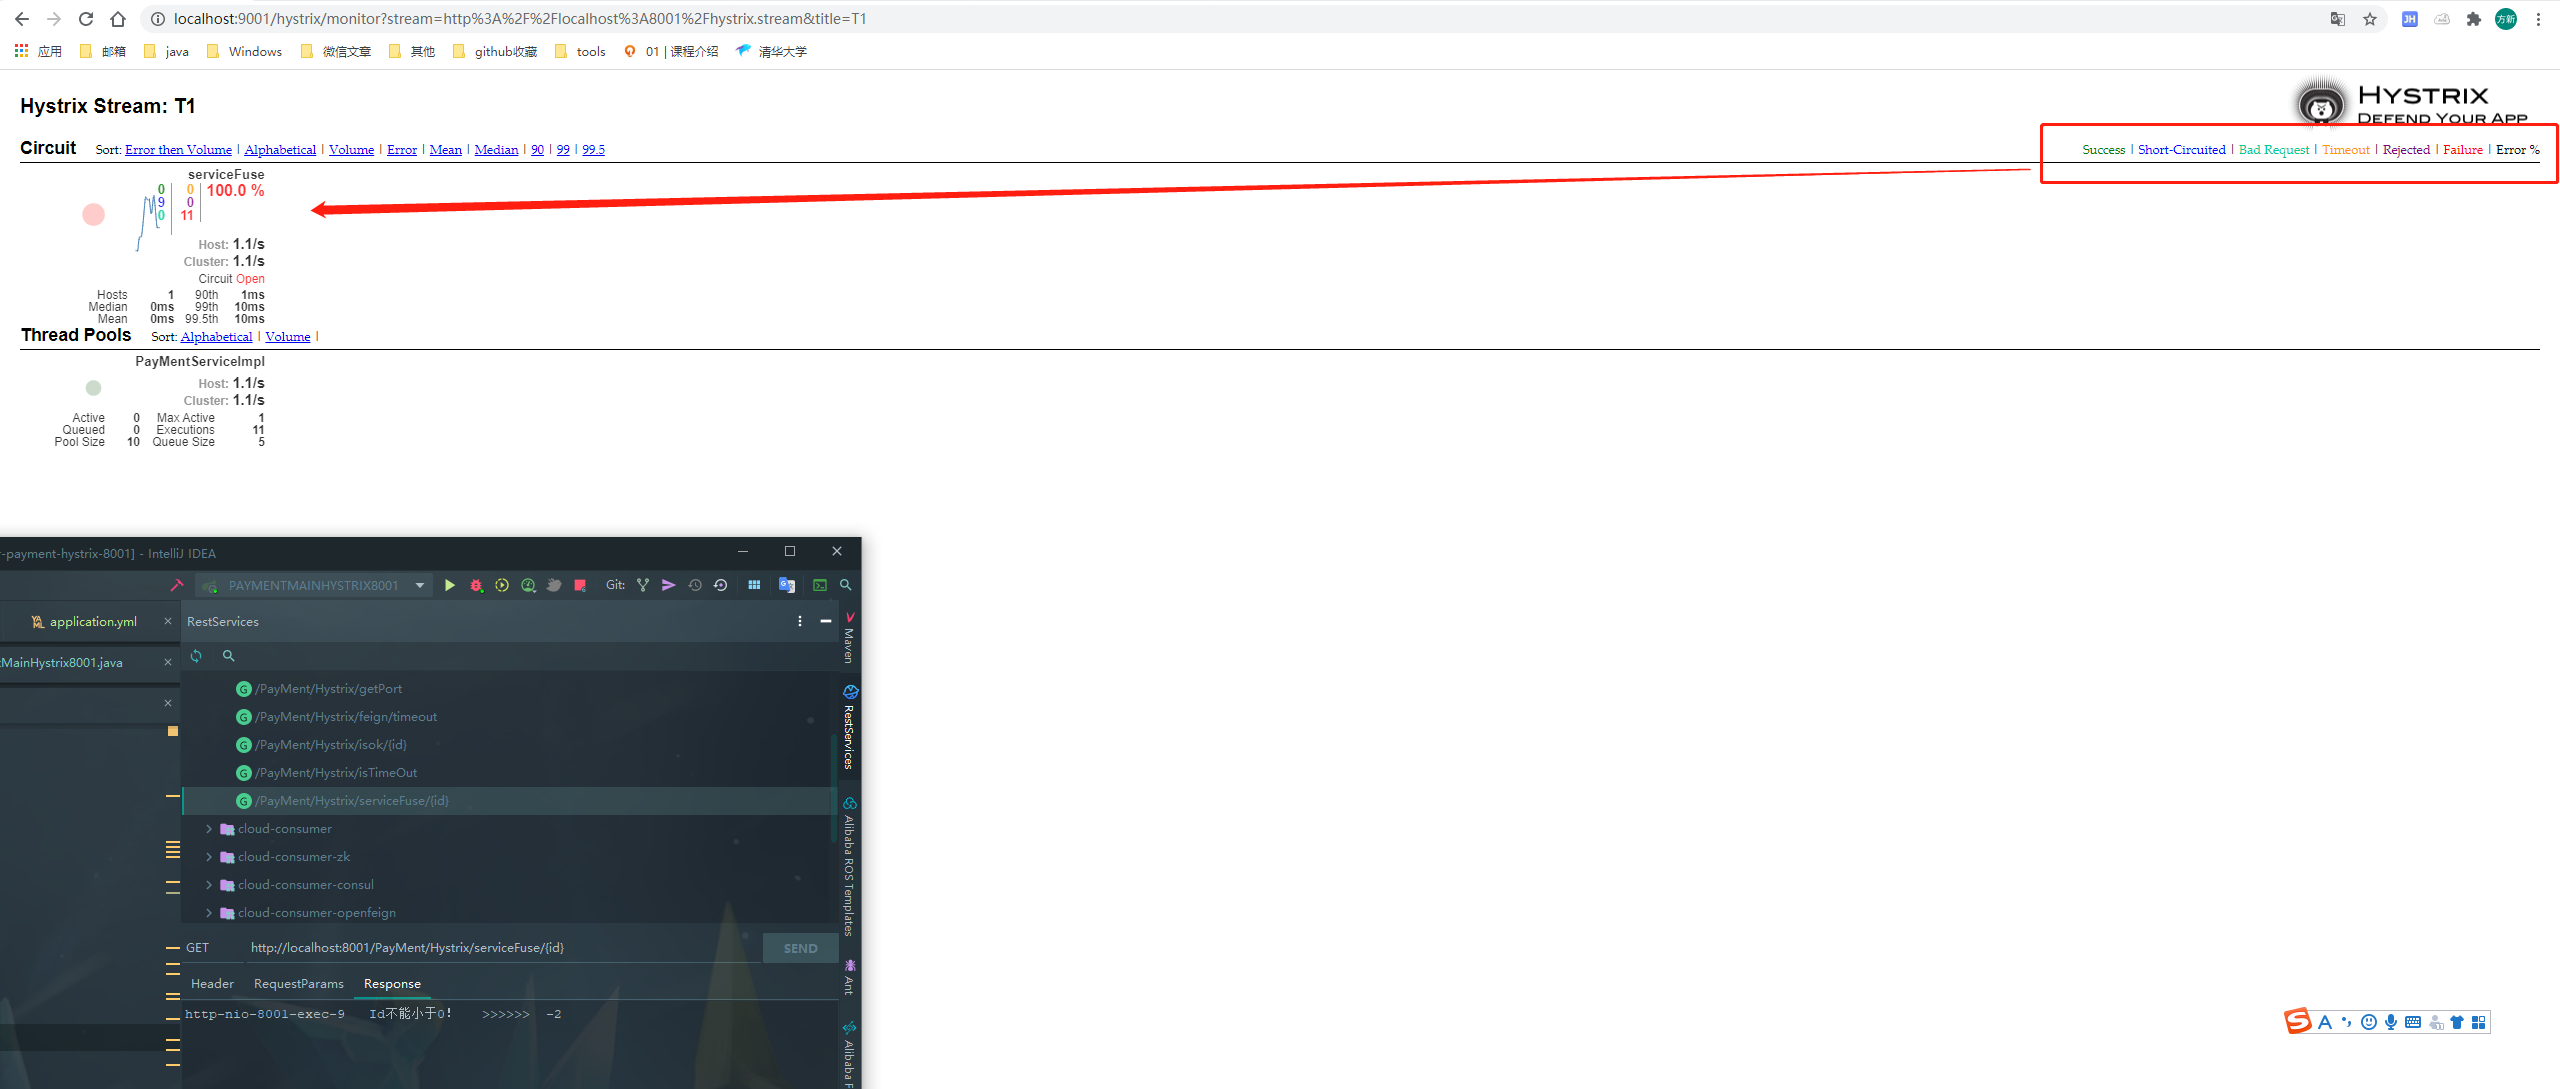 localhost:9001/hystrix/monitor?stream=http%3A%2F%2Flocalhost%3A8001%2Fhystrix.stream&title=T1
JH
方新
应用 邮箱 java Windows 微信文章 其他 github收藏 tools 01 | 课程介绍 清华大学
Hystrix Stream: T1
HYSTRIX
DEFEND YOUR APP
Circuit Sort: Error then Volume | Alphabetical | Volume | Error | Mean | Median | 90 | 99 | 99.5
Success | Short-Circuited | Bad Request | Timeout | Rejected | Failure | Error %
serviceFuse
0 0 100.0 %
9 0
0 11
Host: 1.1/s
Cluster: 1.1/s
Circuit Open
Hosts 1 90th 1ms
Median 0ms 99th 10ms
Mean 0ms 99.5th 10ms
Thread Pools Sort: Alphabetical | Volume |
PayMentServiceImpl
Host: 1.1/s
Cluster: 1.1/s
Active 0 Max Active 1
Queued 0 Executions 11
Pool Size 10 Queue Size 5
-payment-hystrix-8001] - IntelliJ IDEA
PAYMENTMAINHYSTRIX8001 Git:
application.yml
MainHystrix8001.java
RestServices
/PayMent/Hystrix/getPort
/PayMent/Hystrix/feign/timeout
/PayMent/Hystrix/isok/{id}
/PayMent/Hystrix/isTimeOut
/PayMent/Hystrix/serviceFuse/{id}
cloud-consumer
cloud-consumer-zk
cloud-consumer-consul
cloud-consumer-openfeign
GET http://localhost:8001/PayMent/Hystrix/serviceFuse/{id} SEND
Header RequestParams Response
http-nio-8001-exec-9 Id不能小于0! >>>>>> -2
Maven
RestServices
Alibaba ROS Templates
Ant
Alibaba F